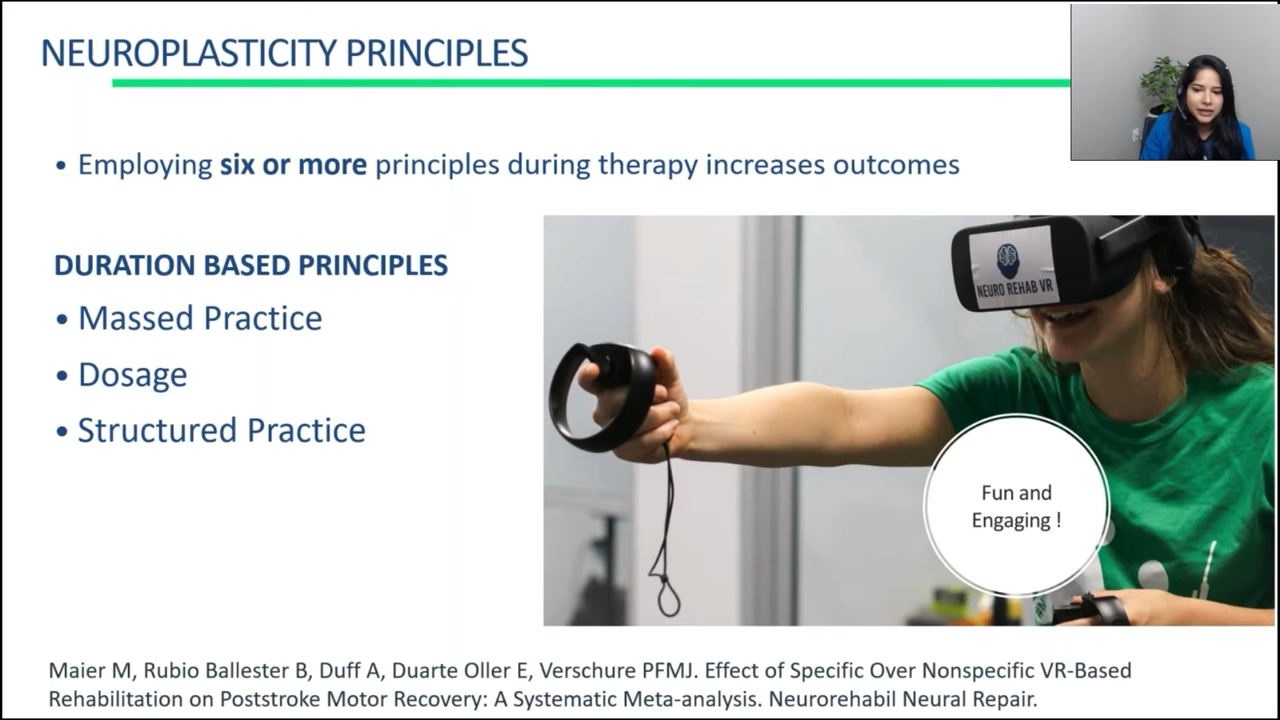 NEUROPLASTICITY PRINCIPLES
• Employing six or more principles during therapy increases outcomes
DURATION BASED PRINCIPLES
• Massed Practice
• Dosage
• Structured Practice
NEURO REHAB VR
Fun and
Engaging !
Maier M, Rubio Ballester B, Duff A, Duarte Oller E, Verschure PFMJ. Effect of Specific Over Nonspecific VR-Based
Rehabilitation on Poststroke Motor Recovery: A Systematic Meta-analysis. Neurorehabil Neural Repair.